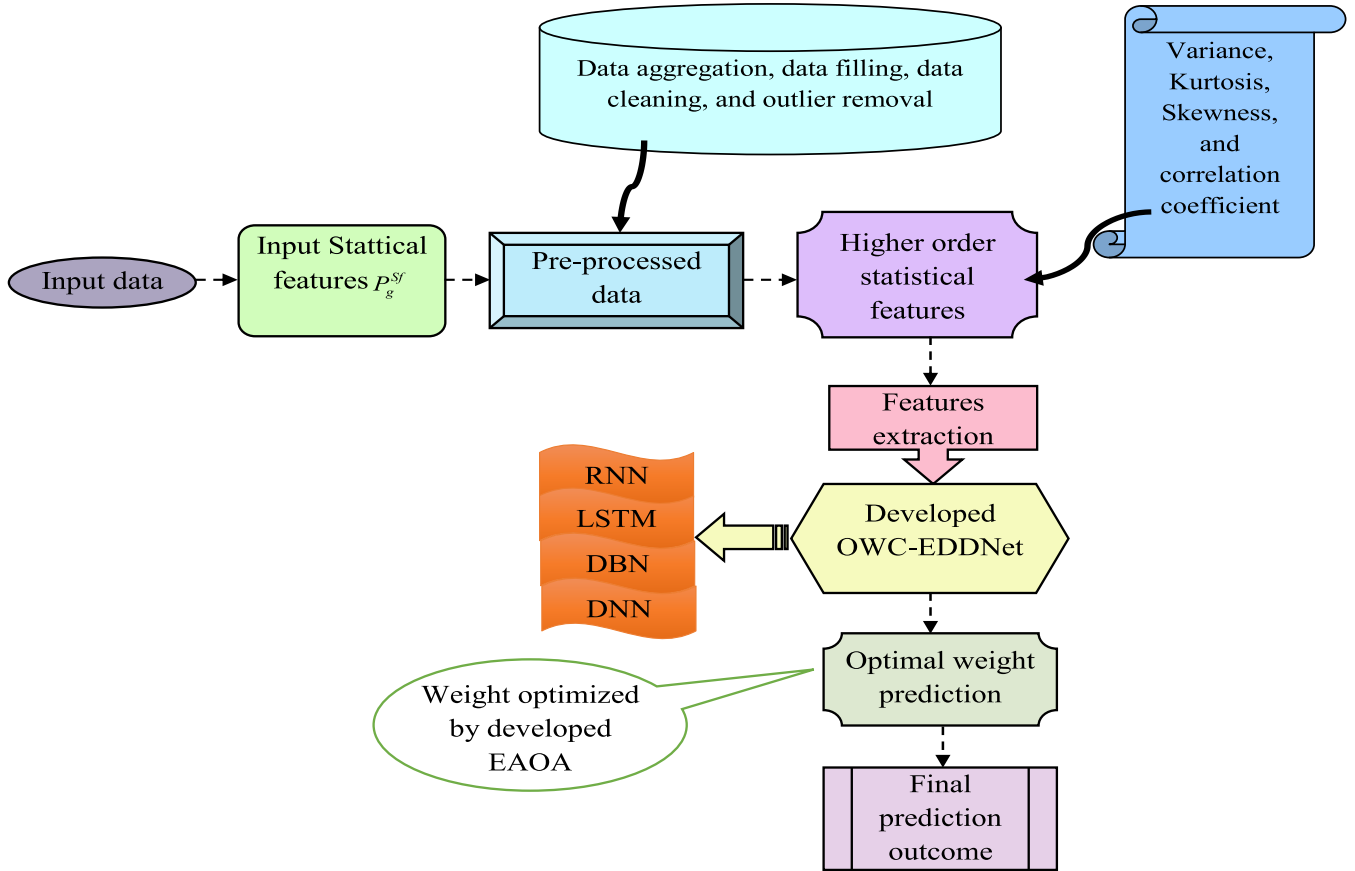 Data aggregation, data filling, data
cleaning, and outlier removal
Variance,
Kurtosis,
Skewness,
and
correlation
coefficient
Input data
Input Stattical
features P_g^{Sf}
Pre-processed
data
Higher order
statistical
features
Features
extraction
RNN
LSTM
DBN
DNN
Developed
OWC-EDDNet
Optimal weight
prediction
Weight optimized
by developed
EAOA
Final
prediction
outcome